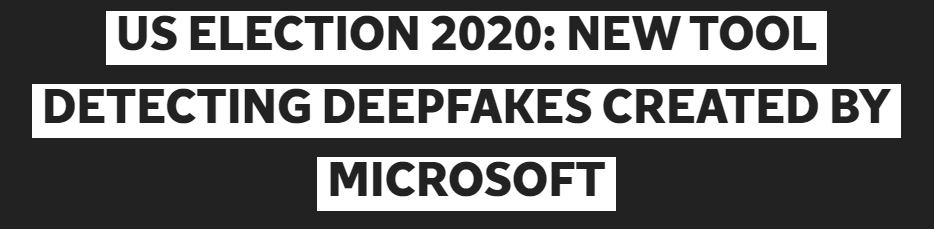 US ELECTION 2020: NEW TOOL
DETECTING DEEPFAKES CREATED BY
MICROSOFT